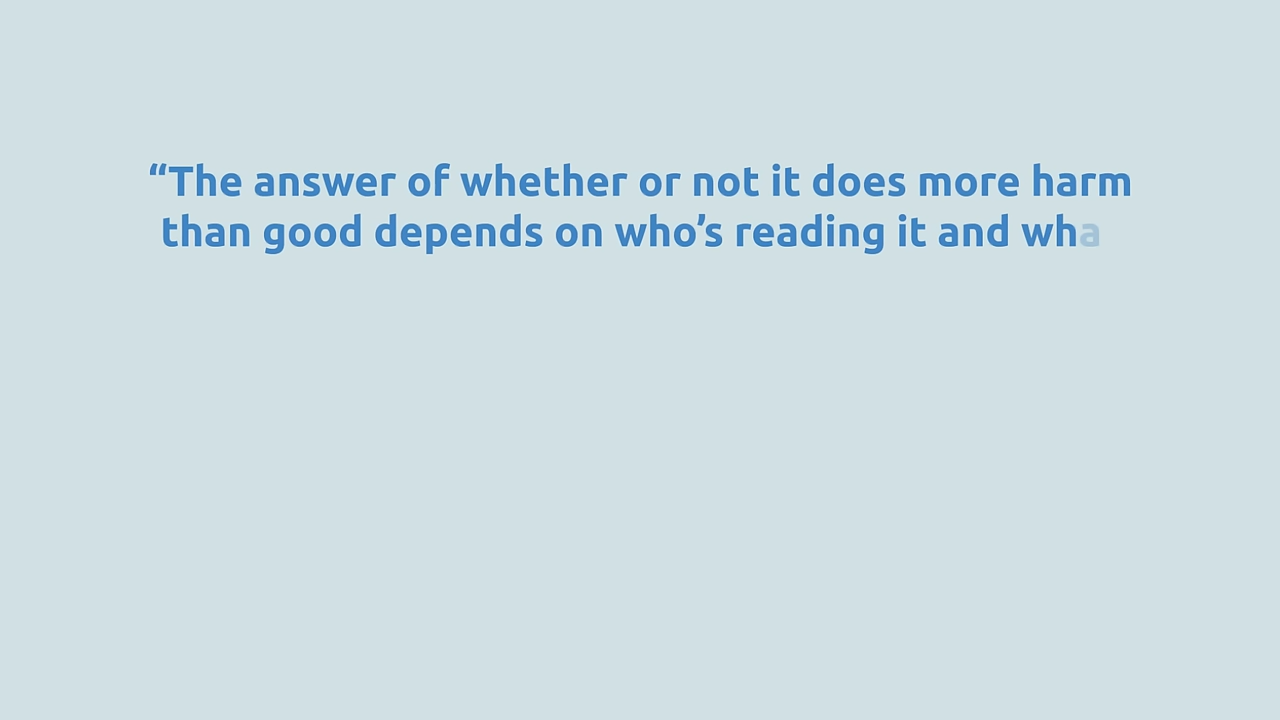 “The answer of whether or not it does more harm
than good depends on who’s reading it and wha